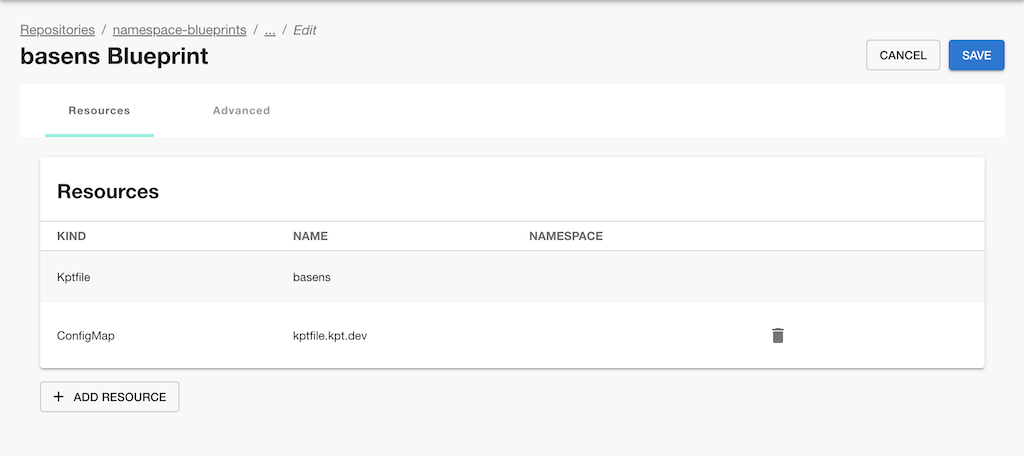 Repositories / namespace-blueprints / ... / Edit
basens Blueprint
CANCEL
SAVE
Resources
Advanced
Resources
KIND NAME NAMESPACE
Kptfile basens
ConfigMap kptfile.kpt.dev
+ ADD RESOURCE